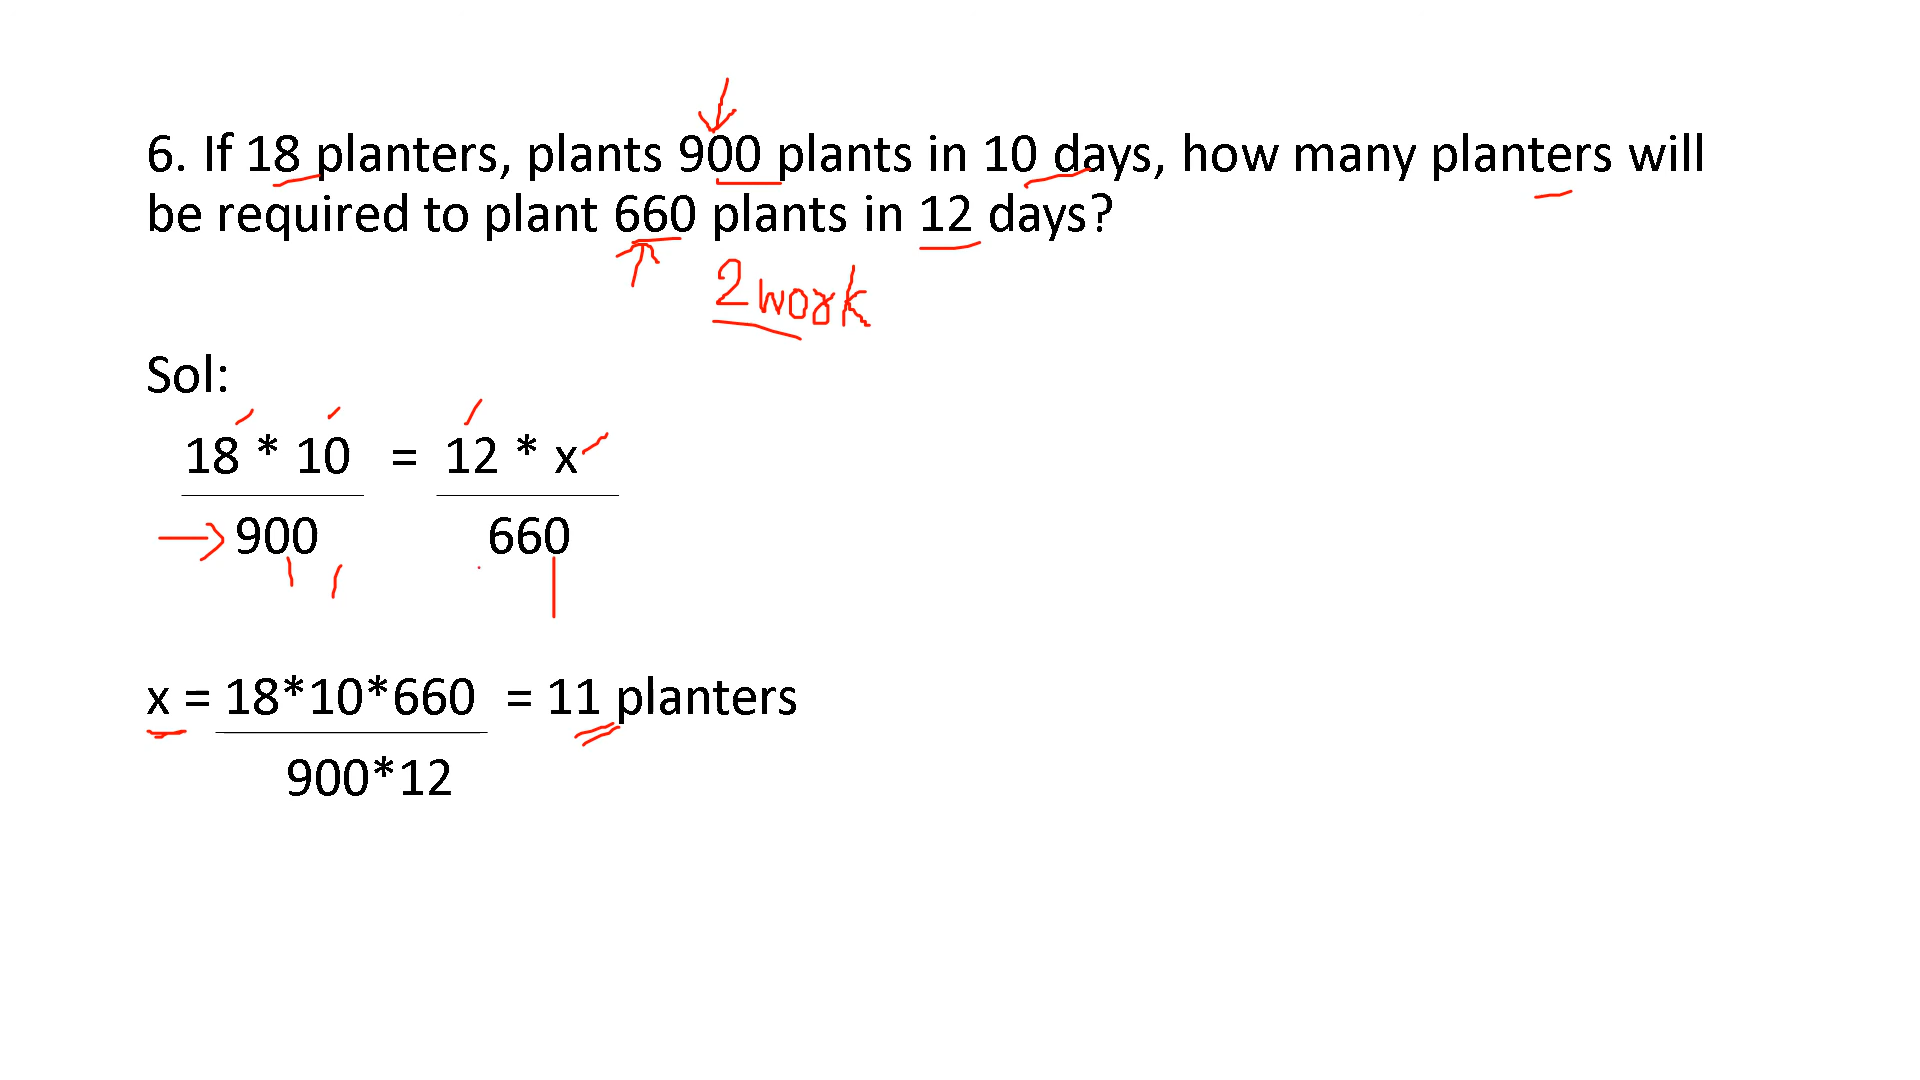 6. If 18 planters, plants 900 plants in 10 days, how many planters will
be required to plant 660 plants in 12 days?
2 work
Sol:
18 * 10 = 12 * x
900 660
x = 18*10*660 = 11 planters
900*12